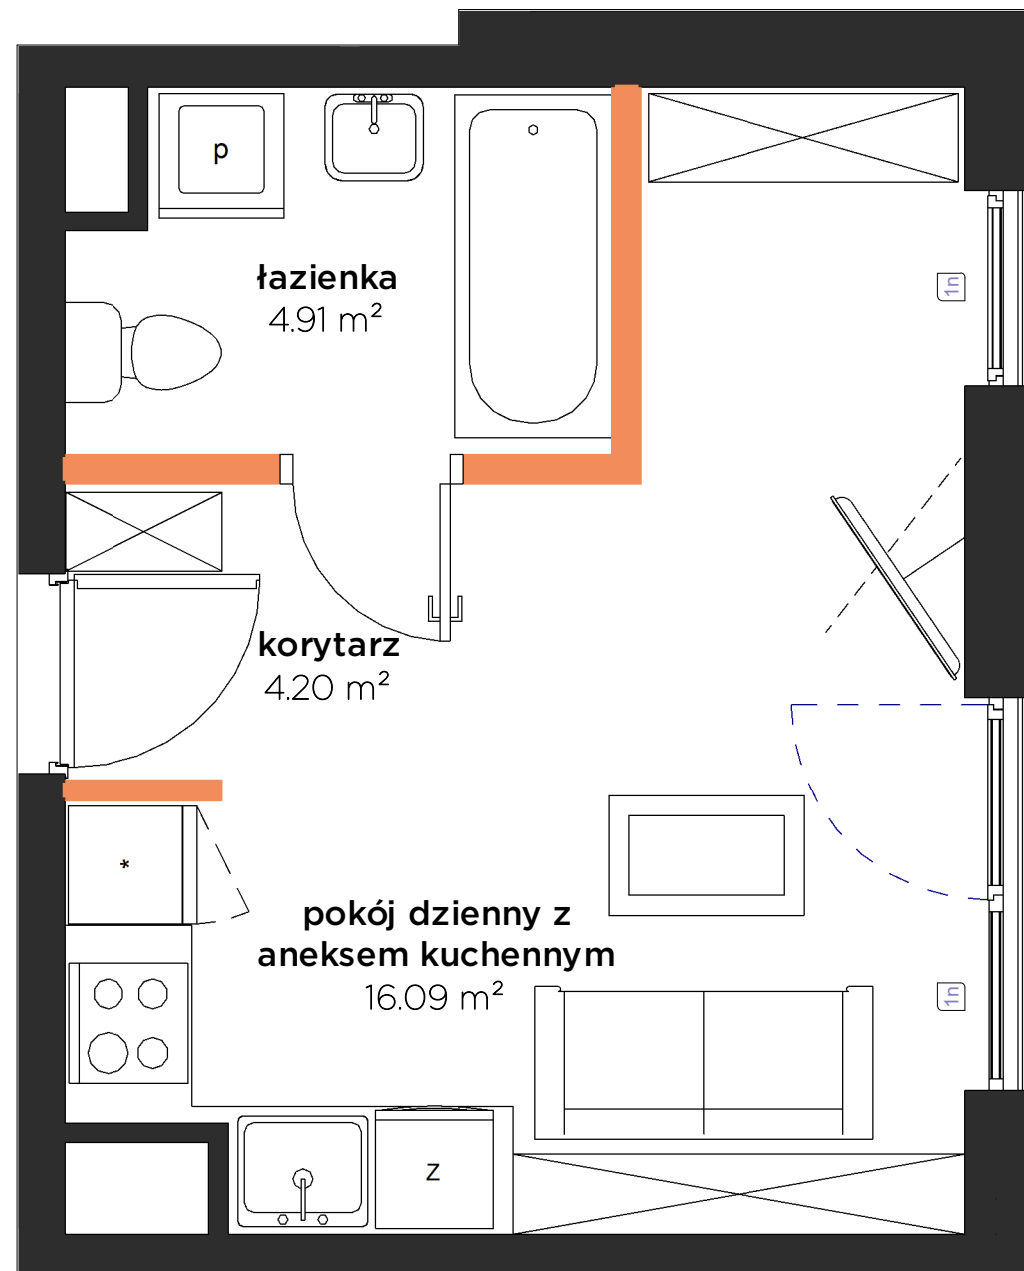 p
łazienka
4.91 m²
1n
korytarz
4.20 m²
*
pokój dzienny z
aneksem kuchennym
16.09 m²
1n
z